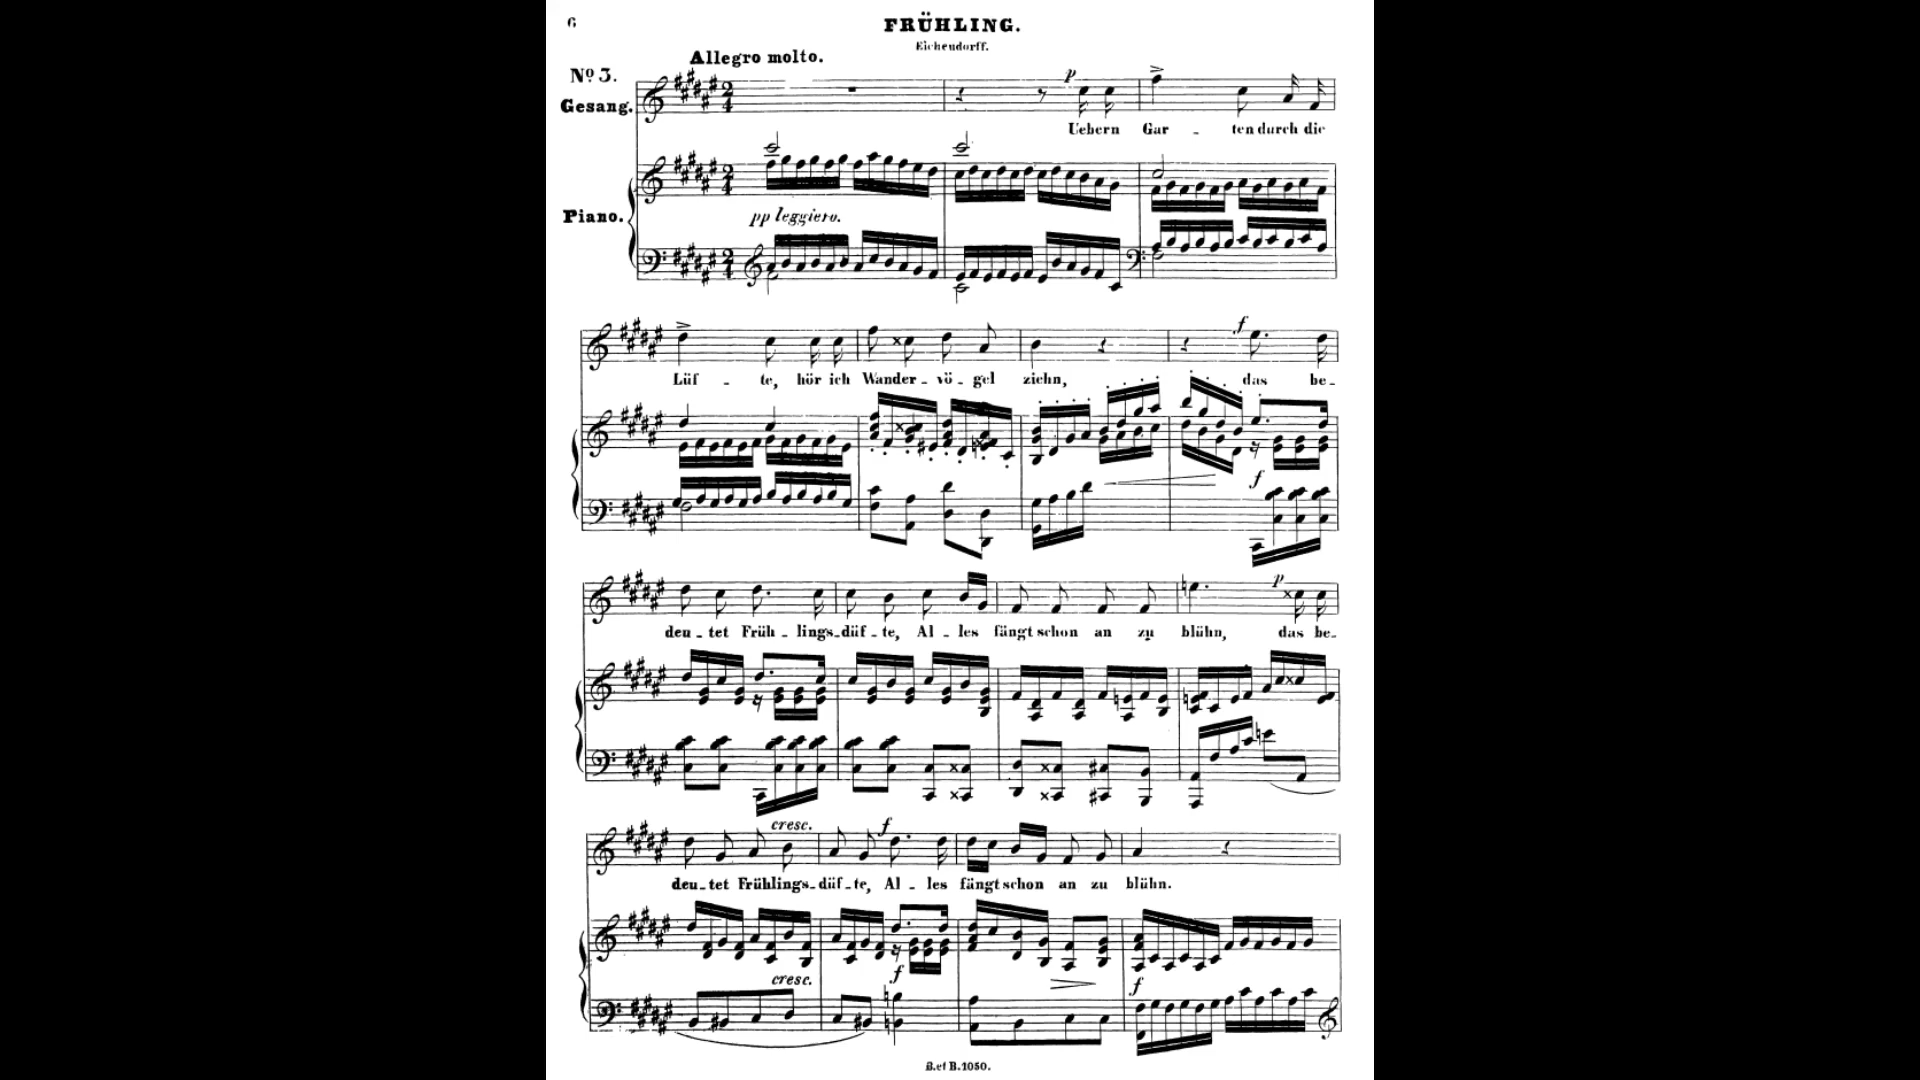 6
FRÜHLING.
Eichendorff.
Allegro molto.
Nº 3.
p
Gesang.
Uebern Gar - ten durch die
Piano.
pp leggiero.
f
Lüf - te, hör ich Wander - vö - gel ziehn, das be-
f
p
deu - tet Früh - lings - düf - te, Al - les fängt schon an zu blühn, das be-
cresc. f
deu - tet Frühlings - düf - te, Al - les fängt schon an zu blühn.
cresc. f f
B. et B. 1050.